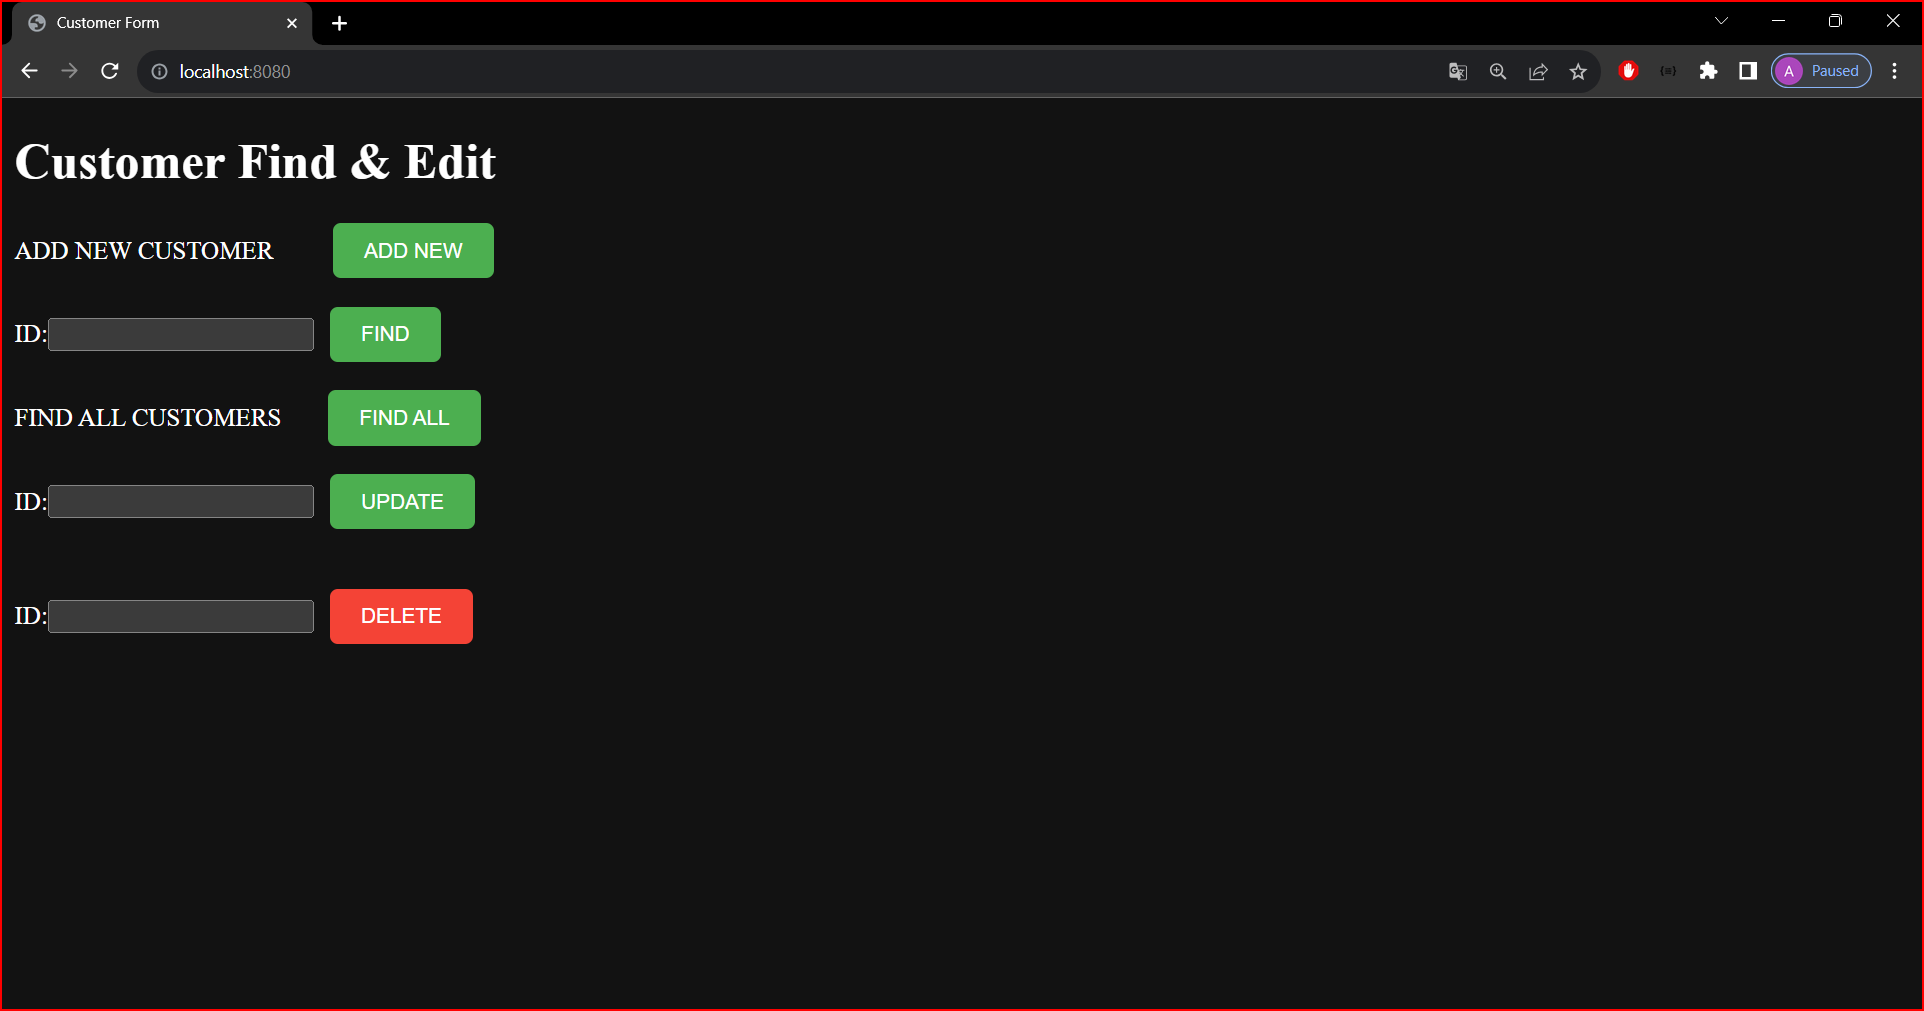 Customer Form
localhost:8080
A Paused
Customer Find & Edit
ADD NEW CUSTOMER ADD NEW
ID: FIND
FIND ALL CUSTOMERS FIND ALL
ID: UPDATE
ID: DELETE